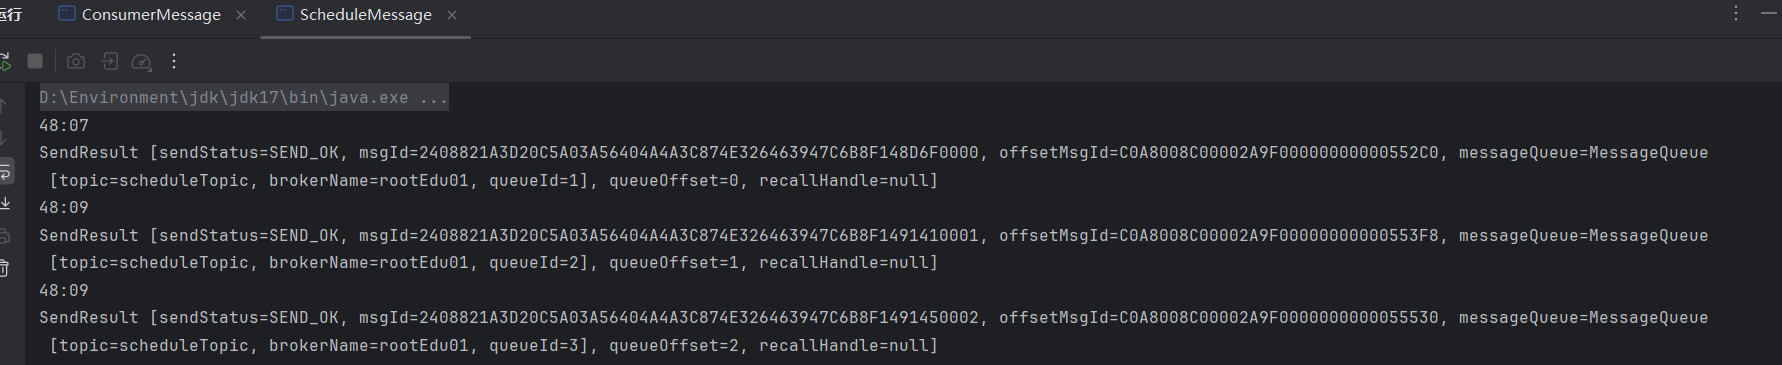 运行 ConsumerMessage × ScheduleMessage ×
D:\Environment\jdk\jdk17\bin\java.exe ...
48:07
SendResult [sendStatus=SEND_OK, msgId=2408821A3D20C5A03A56404A4A3C874E326463947C6B8F148D6F0000, offsetMsgId=C0A8008C00002A9F00000000000552C0, messageQueue=MessageQueue
[topic=scheduleTopic, brokerName=rootEdu01, queueId=1], queueOffset=0, recallHandle=null]
48:09
SendResult [sendStatus=SEND_OK, msgId=2408821A3D20C5A03A56404A4A3C874E326463947C6B8F1491410001, offsetMsgId=C0A8008C00002A9F00000000000553F8, messageQueue=MessageQueue
[topic=scheduleTopic, brokerName=rootEdu01, queueId=2], queueOffset=1, recallHandle=null]
48:09
SendResult [sendStatus=SEND_OK, msgId=2408821A3D20C5A03A56404A4A3C874E326463947C6B8F1491450002, offsetMsgId=C0A8008C00002A9F0000000000055530, messageQueue=MessageQueue
[topic=scheduleTopic, brokerName=rootEdu01, queueId=3], queueOffset=2, recallHandle=null]